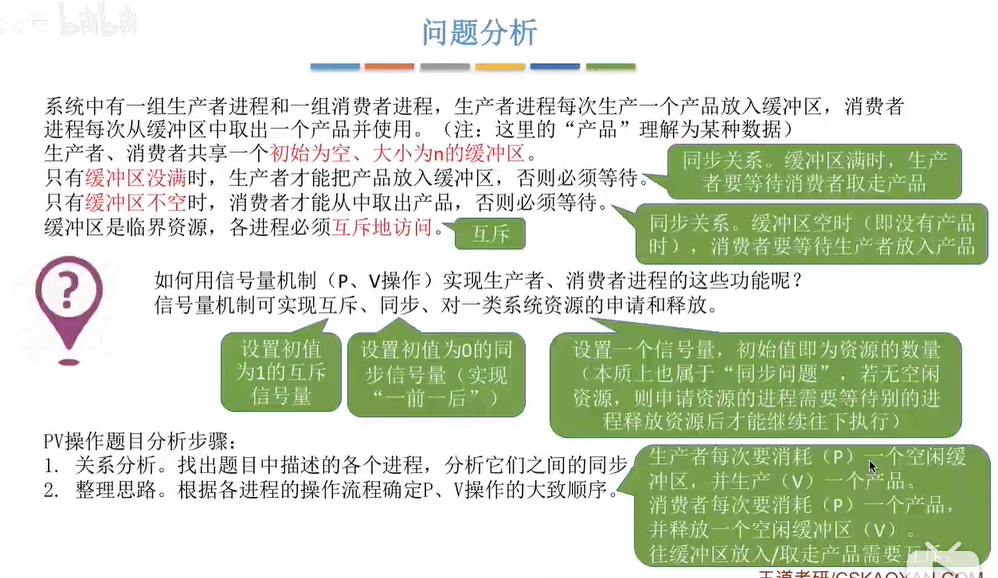 bilibili
问题分析
系统中有一组生产者进程和一组消费者进程，生产者进程每次生产一个产品放入缓冲区，消费者
进程每次从缓冲区中取出一个产品并使用。（注：这里的“产品”理解为某种数据）
生产者、消费者共享一个初始为空、大小为n的缓冲区。
只有缓冲区没满时，生产者才能把产品放入缓冲区，否则必须等待。
同步关系。缓冲区满时，生产
者要等待消费者取走产品
只有缓冲区不空时，消费者才能从中取出产品，否则必须等待。
同步关系。缓冲区空时（即没有产品
时），消费者要等待生产者放入产品
缓冲区是临界资源，各进程必须互斥地访问。
互斥
?
如何用信号量机制（P、V操作）实现生产者、消费者进程的这些功能呢？
信号量机制可实现互斥、同步、对一类系统资源的申请和释放。
设置初值
为1的互斥
信号量
设置初值为0的同
步信号量（实现
“一前一后”）
设置一个信号量，初始值即为资源的数量
（本质上也属于“同步问题”，若无空闲
资源，则申请资源的进程需要等待别的进
程释放资源后才能继续往下执行）
PV操作题目分析步骤：
1. 关系分析。找出题目中描述的各个进程，分析它们之间的同步
2. 整理思路。根据各进程的操作流程确定P、V操作的大致顺序。
生产者每次要消耗（P）一个空闲缓
冲区，并生产（V）一个产品。
消费者每次要消耗（P）一个产品，
并释放一个空闲缓冲区（V）。
往缓冲区放入/取走产品需要互斥。
王道考研/CSKAOYAN.COM